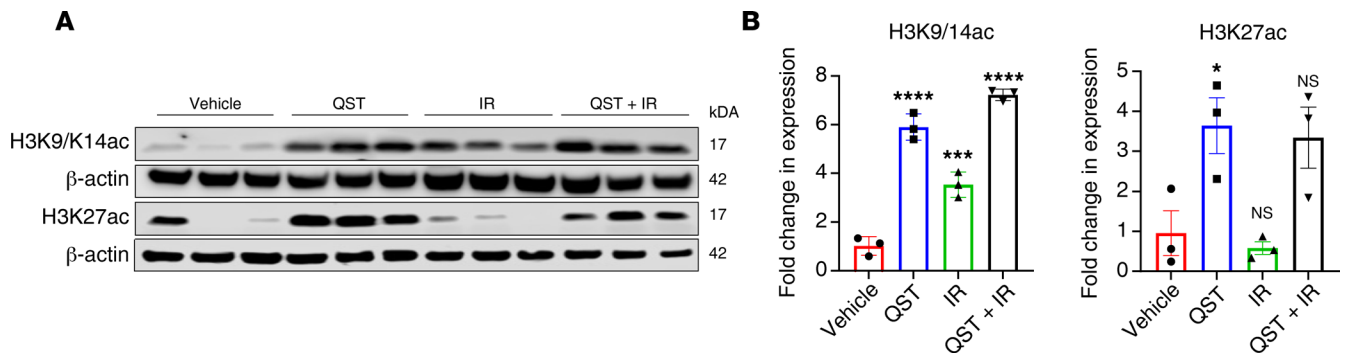 A
Vehicle QST IR QST + IR kDA
H3K9/K14ac 17
β-actin 42
H3K27ac 17
β-actin 42
B
H3K9/14ac
Fold change in expression
8
6
4
2
0
**** *** **** ****
Vehicle QST IR QST + IR
H3K27ac
Fold change in expression
5
4
3
2
1
0
* NS NS
Vehicle QST IR QST + IR